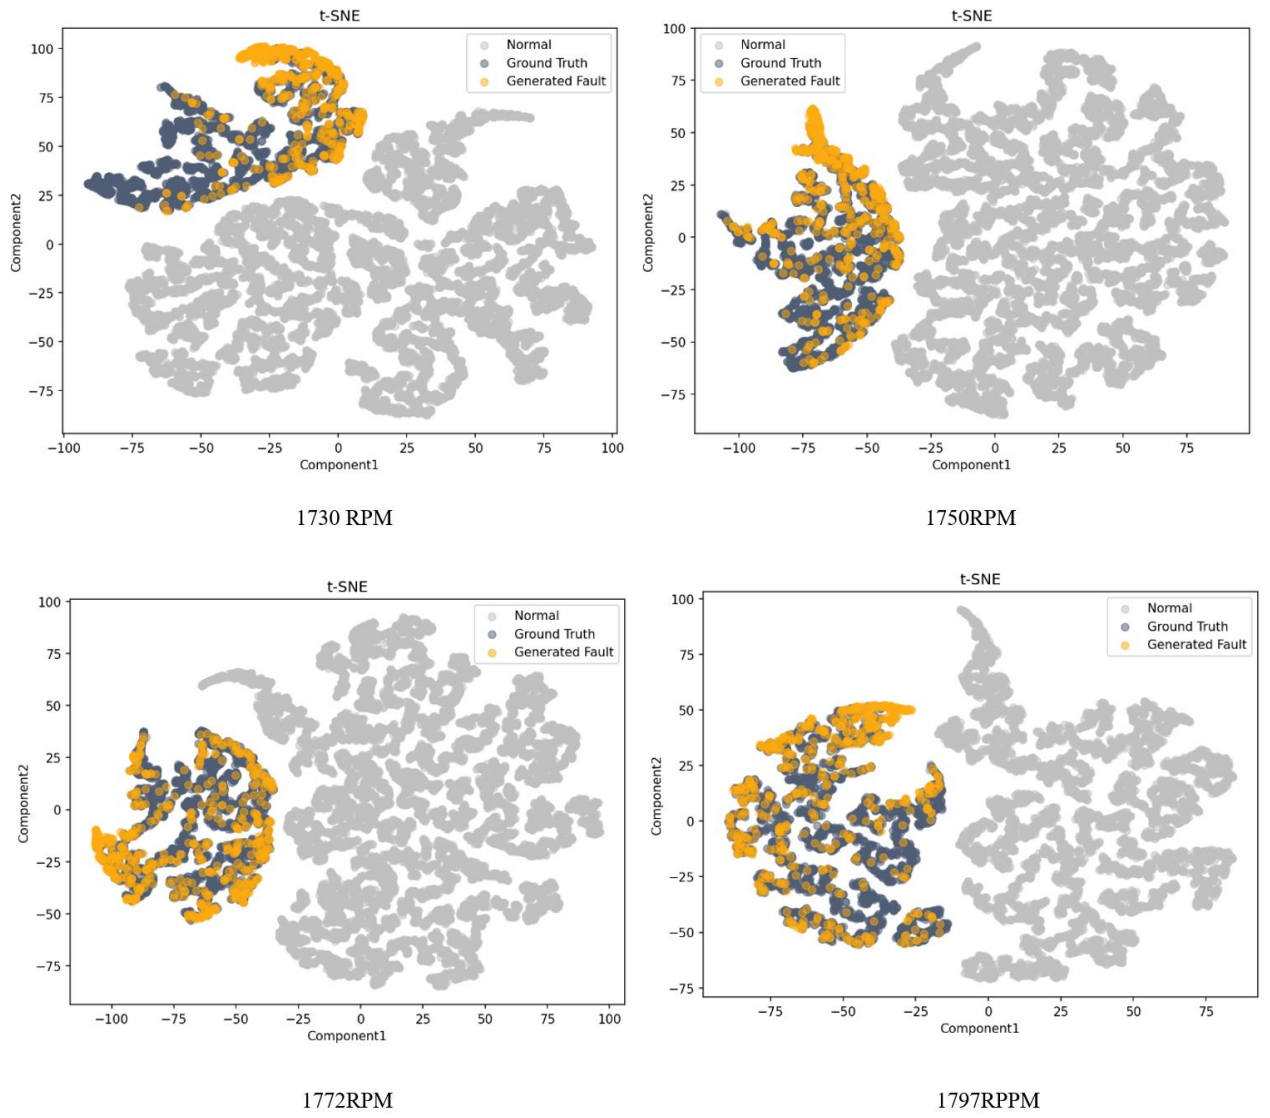 t-SNE
100
75
50
25
0
−25
−50
−75
Component2
Normal
Ground Truth
Generated Fault
−100 −75 −50 −25 0 25 50 75 100
Component1
1730 RPM
t-SNE
100
75
50
25
0
−25
−50
−75
Component2
Normal
Ground Truth
Generated Fault
−100 −75 −50 −25 0 25 50 75
Component1
1750RPM
t-SNE
100
75
50
25
0
−25
−50
−75
Component2
Normal
Ground Truth
Generated Fault
−100 −75 −50 −25 0 25 50 75 100
Component1
1772RPM
t-SNE
100
75
50
25
0
−25
−50
−75
Component2
Normal
Ground Truth
Generated Fault
−75 −50 −25 0 25 50 75
Component1
1797RPPM